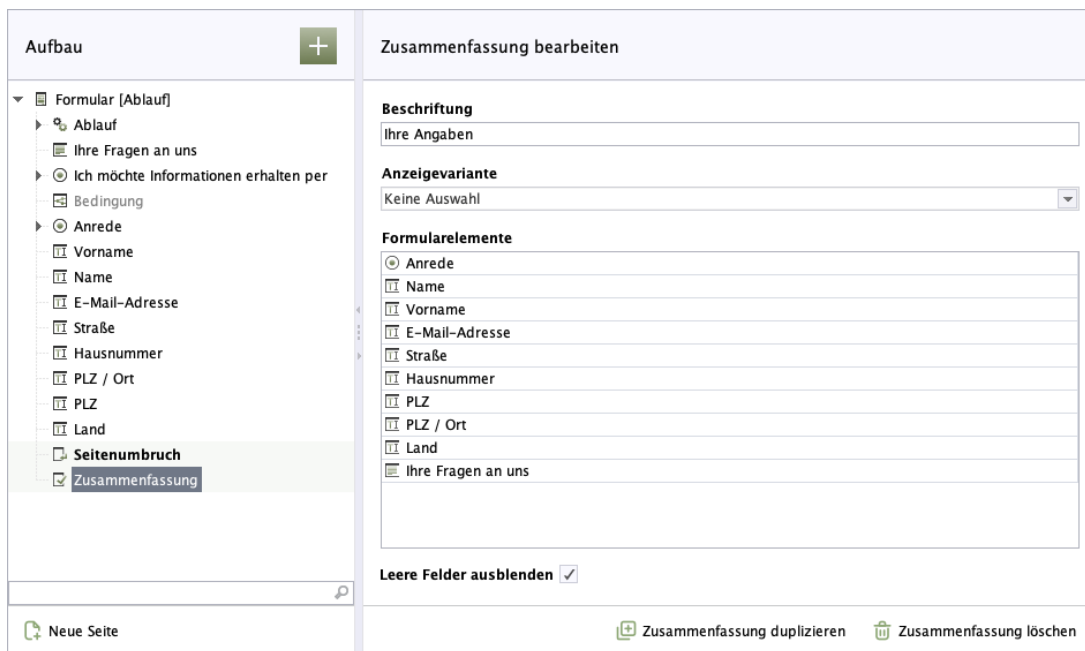 Aufbau
Formular [Ablauf]
Ablauf
Ihre Fragen an uns
Ich möchte Informationen erhalten per
Bedingung
Anrede
Vorname
Name
E-Mail-Adresse
Straße
Hausnummer
PLZ / Ort
PLZ
Land
Seitenumbruch
Zusammenfassung
Neue Seite
Zusammenfassung bearbeiten
Beschriftung
Ihre Angaben
Anzeigevariante
Keine Auswahl
Formularelemente
Anrede
Name
Vorname
E-Mail-Adresse
Straße
Hausnummer
PLZ
PLZ / Ort
Land
Ihre Fragen an uns
Leere Felder ausblenden
Zusammenfassung duplizieren
Zusammenfassung löschen